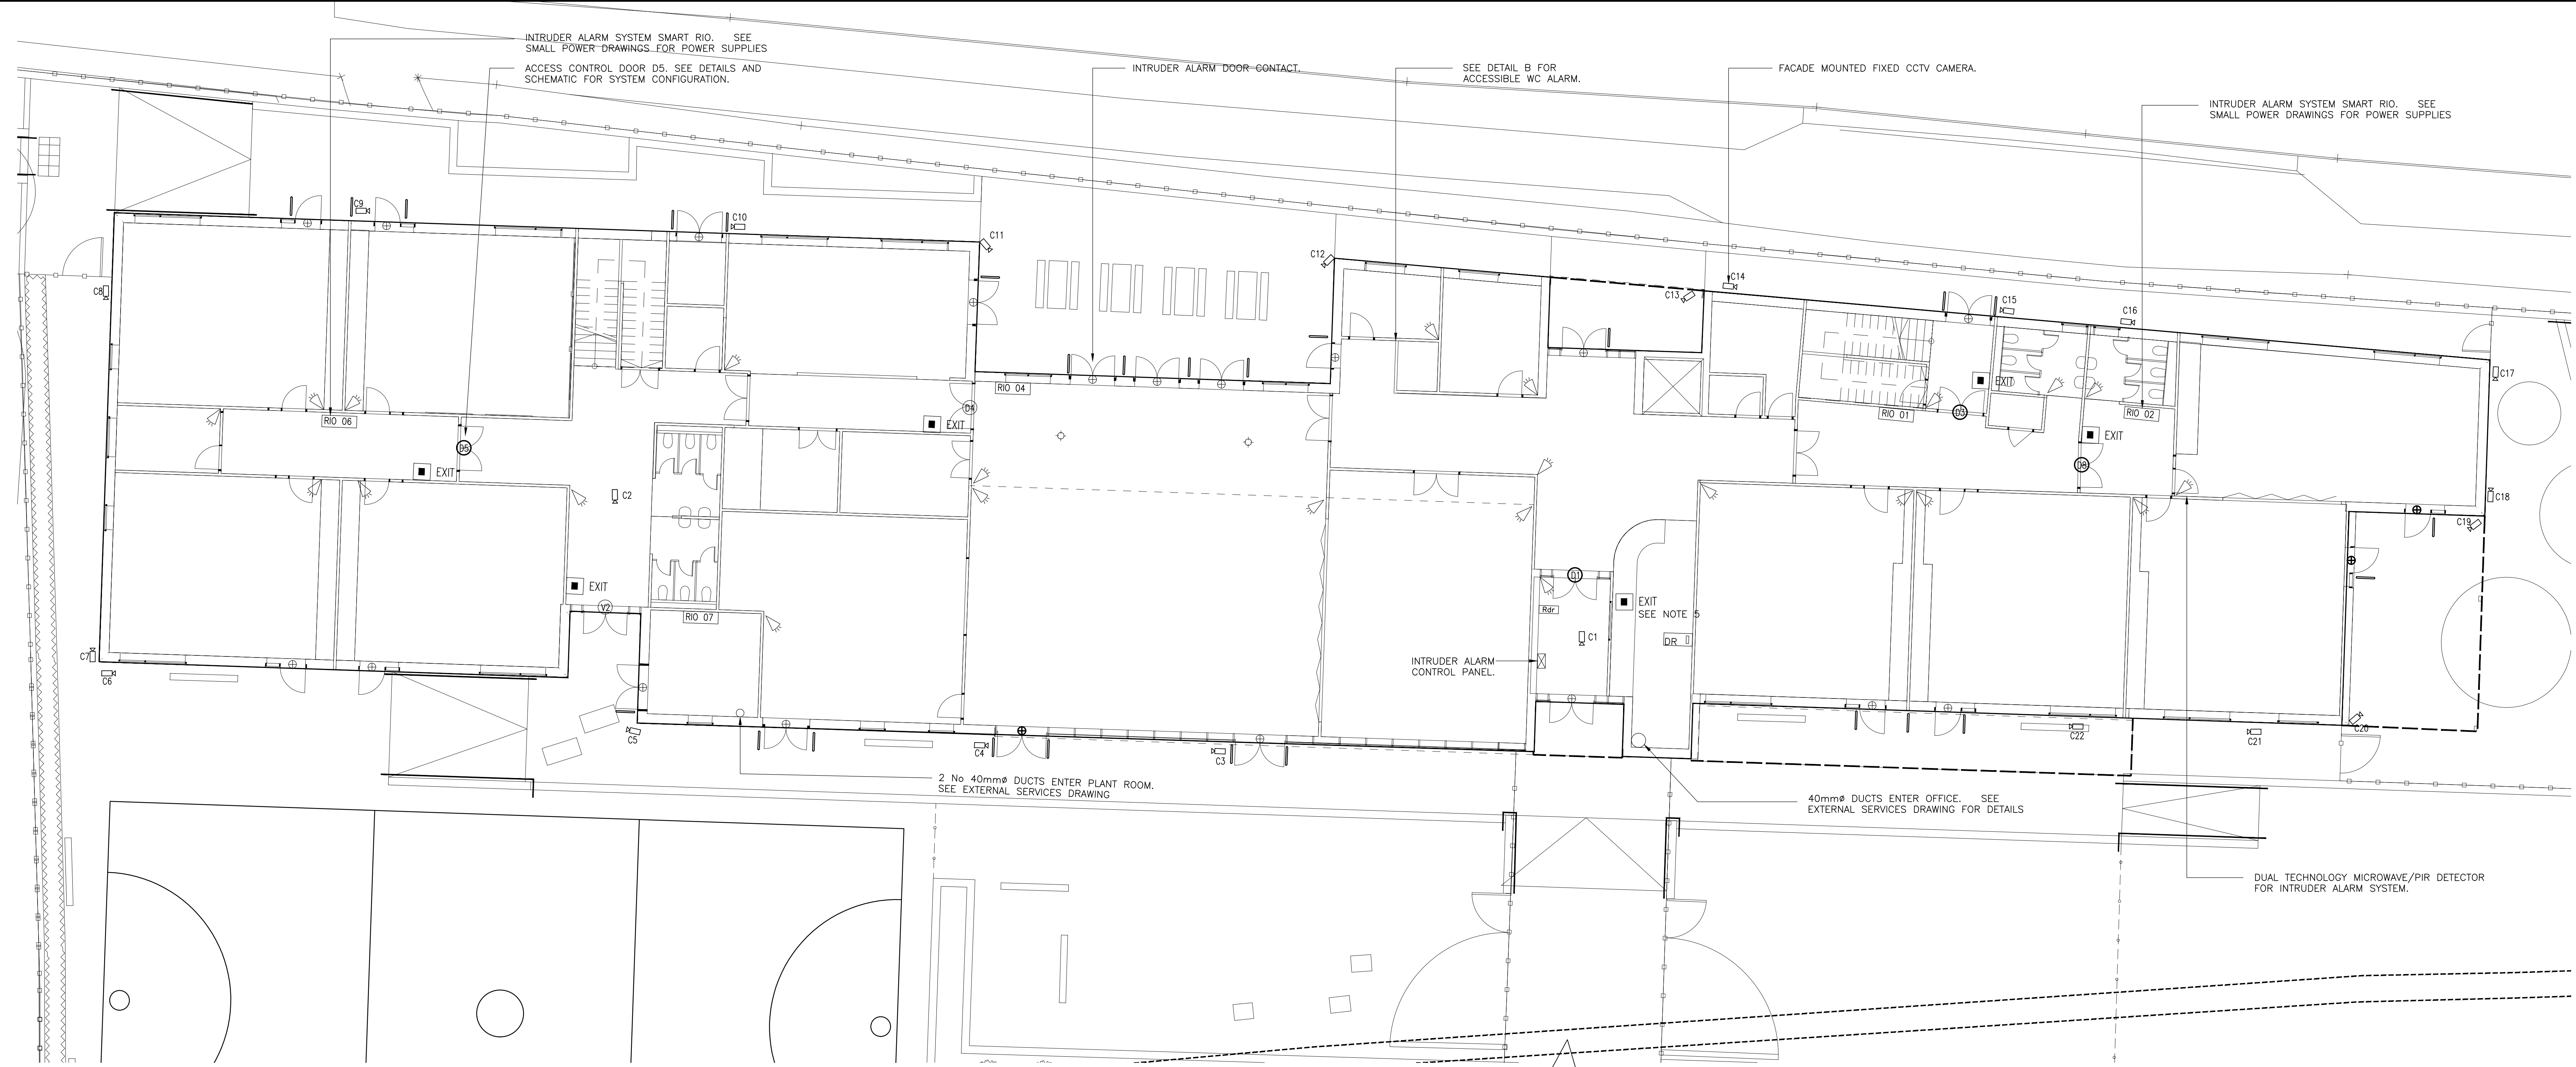 INTRUDER ALARM SYSTEM SMART RIO. SEE
SMALL POWER DRAWINGS FOR POWER SUPPLIES
ACCESS CONTROL DOOR D5. SEE DETAILS AND
SCHEMATIC FOR SYSTEM CONFIGURATION.
INTRUDER ALARM DOOR CONTACT.
SEE DETAIL B FOR
ACCESSIBLE WC ALARM.
FACADE MOUNTED FIXED CCTV CAMERA.
INTRUDER ALARM SYSTEM SMART RIO. SEE
SMALL POWER DRAWINGS FOR POWER SUPPLIES
C9
C10
C11
C12
C13
C14
C15
C16
C8
C17
RIO 06
RIO 04
D4
EXIT
D5
EXIT
RIO 01
D3
EXIT
RIO 02
EXIT
D8
C2
C18
C19
EXIT
V2
RIO 07
D1
Rdr
EXIT
SEE NOTE 5
C1
DR
INTRUDER ALARM
CONTROL PANEL.
C7
C6
C5
C4
C3
C22
C21
C20
2 No 40mmø DUCTS ENTER PLANT ROOM.
SEE EXTERNAL SERVICES DRAWING
40mmø DUCTS ENTER OFFICE. SEE
EXTERNAL SERVICES DRAWING FOR DETAILS
DUAL TECHNOLOGY MICROWAVE/PIR DETECTOR
FOR INTRUDER ALARM SYSTEM.